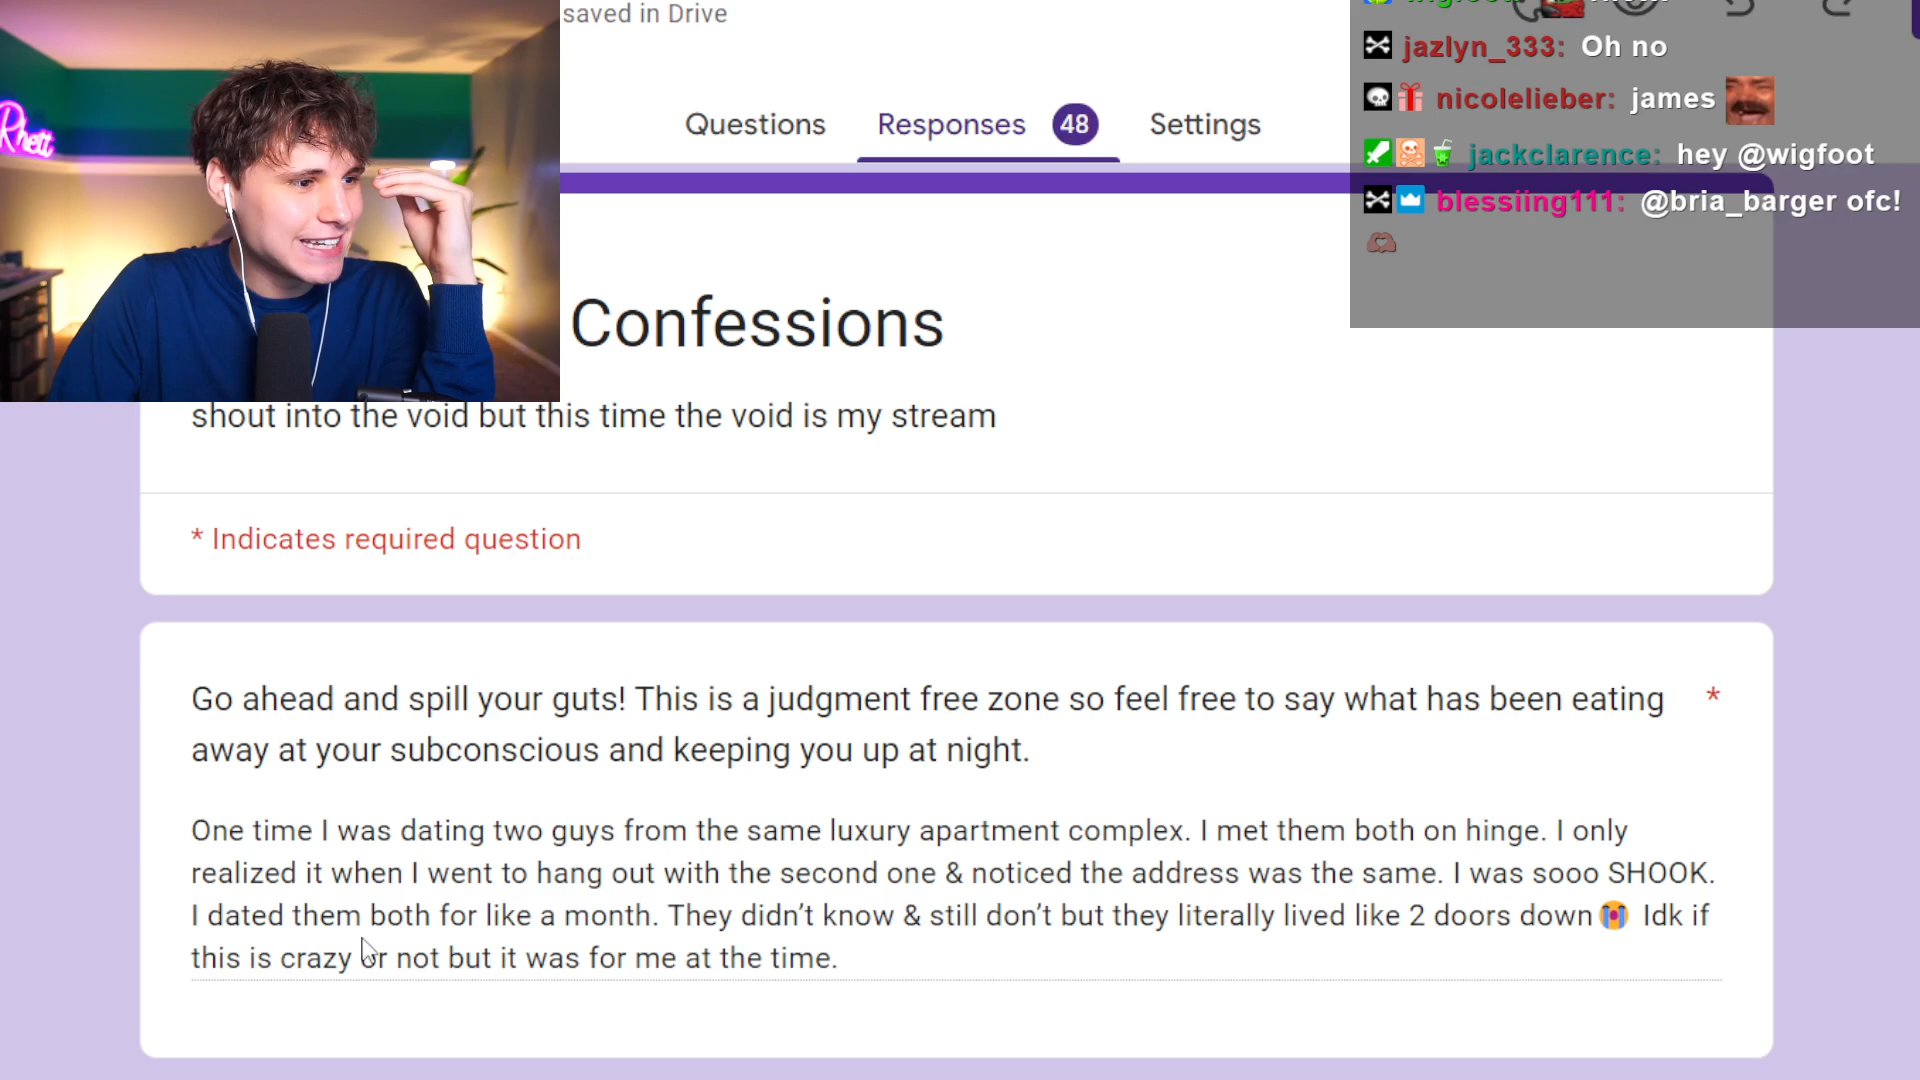 saved in Drive
Rhett
Questions Responses 48 Settings
jazlyn_333: Oh no
nicolelieber: james
jackclarence: hey @wigfoot
blessiing111: @bria_barger ofc!
Confessions
shout into the void but this time the void is my stream
* Indicates required question
Go ahead and spill your guts! This is a judgment free zone so feel free to say what has been eating *
away at your subconscious and keeping you up at night.
One time I was dating two guys from the same luxury apartment complex. I met them both on hinge. I only
realized it when I went to hang out with the second one & noticed the address was the same. I was sooo SHOOK.
I dated them both for like a month. They didn’t know & still don’t but they literally lived like 2 doors down😭 Idk if
this is crazy or not but it was for me at the time.